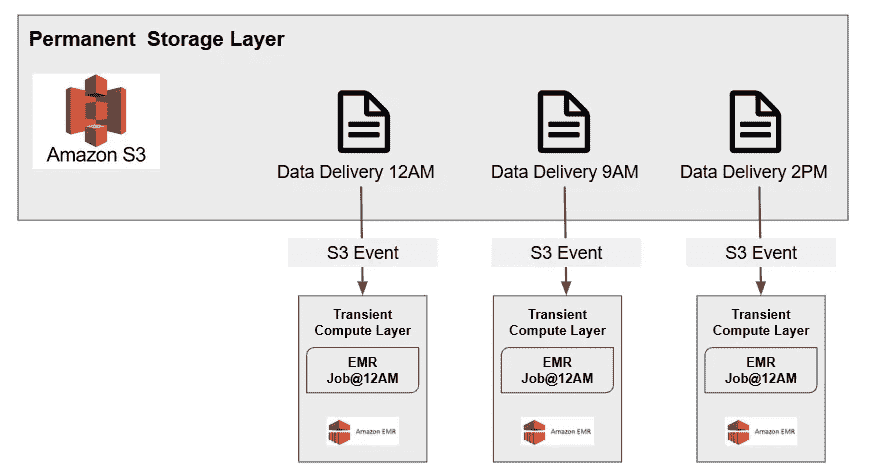 Permanent Storage Layer
Amazon S3
Data Delivery 12AM
Data Delivery 9AM
Data Delivery 2PM
S3 Event
S3 Event
S3 Event
Transient
Compute Layer
EMR
Job@12AM
Amazon EMR
Transient
Compute Layer
EMR
Job@12AM
Amazon EMR
Transient
Compute Layer
EMR
Job@12AM
Amazon EMR